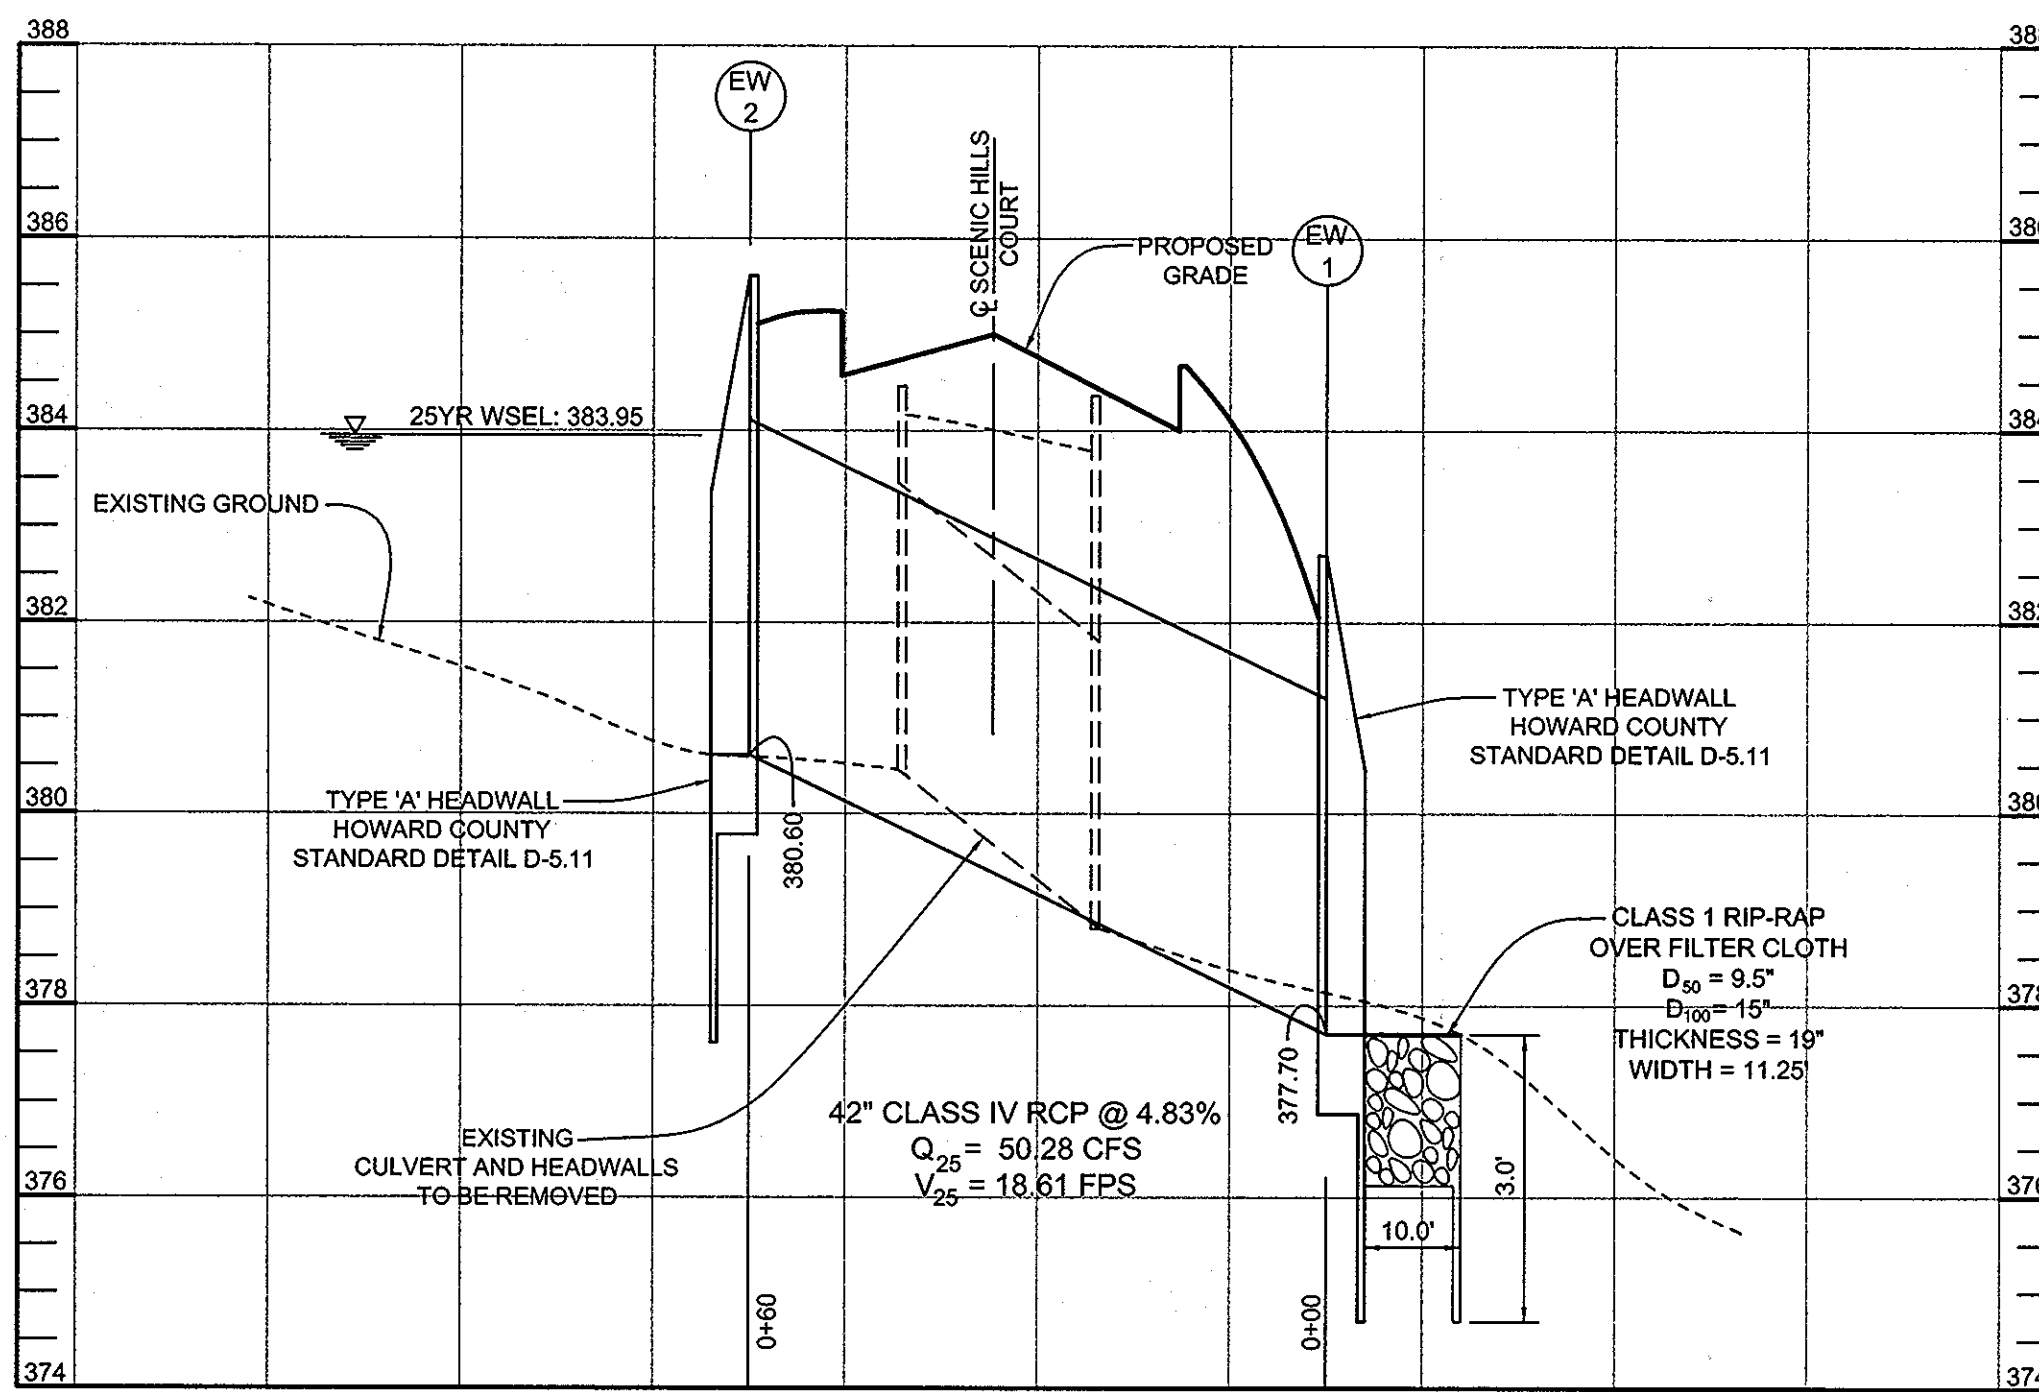 388
386
384
382
380
378
376
374
EW
2
℄ SCENIC HILLS
COURT
PROPOSED
GRADE
EW
1
25YR WSEL: 383.95
EXISTING GROUND
TYPE 'A' HEADWALL
HOWARD COUNTY
STANDARD DETAIL D-5.11
380.60
TYPE 'A' HEADWALL
HOWARD COUNTY
STANDARD DETAIL D-5.11
CLASS 1 RIP-RAP
OVER FILTER CLOTH
D50 = 9.5"
D100 = 15"
THICKNESS = 19"
WIDTH = 11.25'
377.70
42" CLASS IV RCP @ 4.83%
Q25 = 50.28 CFS
V25 = 18.61 FPS
EXISTING
CULVERT AND HEADWALLS
TO BE REMOVED
3.0'
10.0'
0+60
0+00